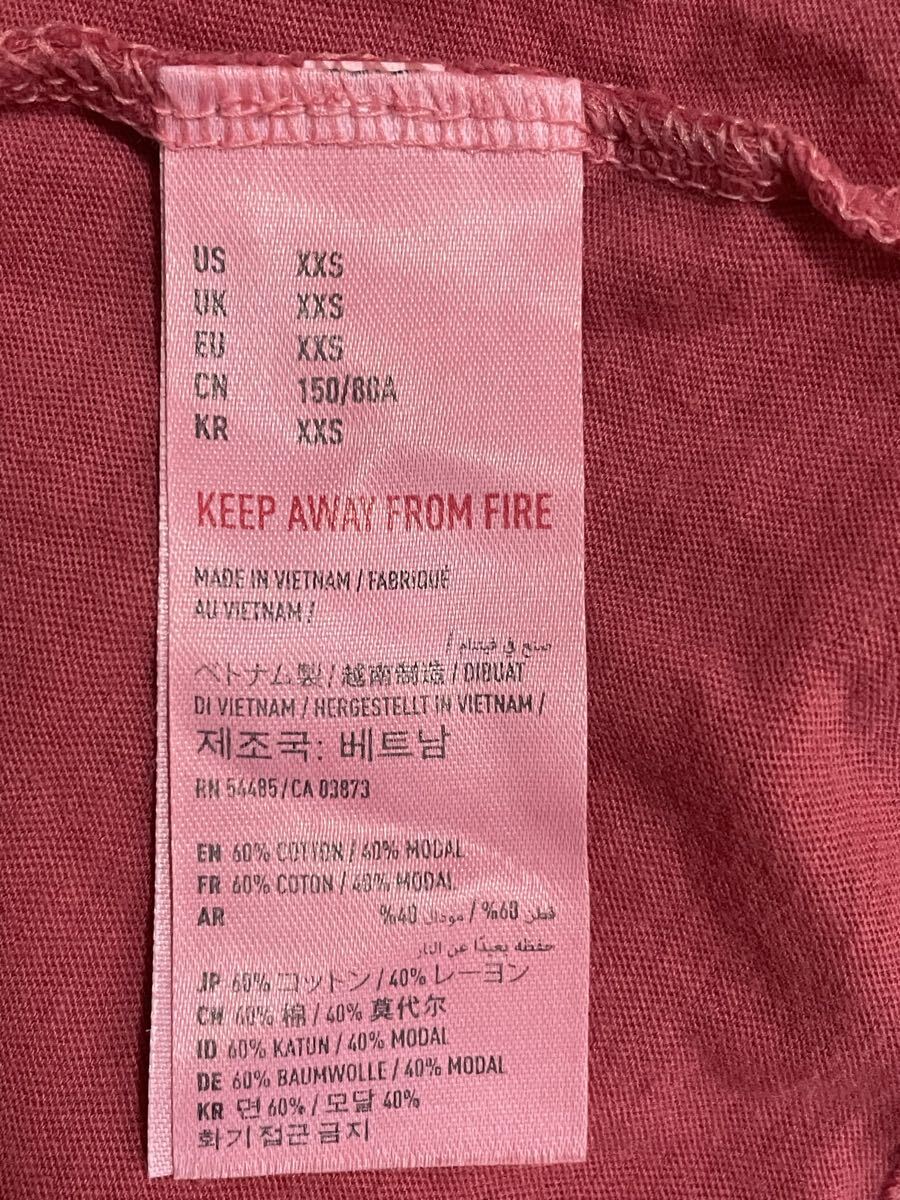 US XXS
UK XXS
EU XXS
CN 150/80A
KR XXS
KEEP AWAY FROM FIRE
MADE IN VIETNAM / FABRIQUÉ
AU VIETNAM /
صنع في فيتنام /
ベトナム製 / 越南制造 / DIBUAT
DI VIETNAM / HERGESTELLT IN VIETNAM /
제조국: 베트남
RN 54485 / CA 03873
EN 60% COTTON / 40% MODAL
FR 60% COTON / 40% MODAL
AR قطن 60% / مودال 40%
حفظه بعيدًا عن النار
JP 60% コットン / 40% レーヨン
CH 60% 棉 / 40% 莫代尔
ID 60% KATUN / 40% MODAL
DE 60% BAUMWOLLE / 40% MODAL
KR 면 60% / 모달 40%
화기접근금지